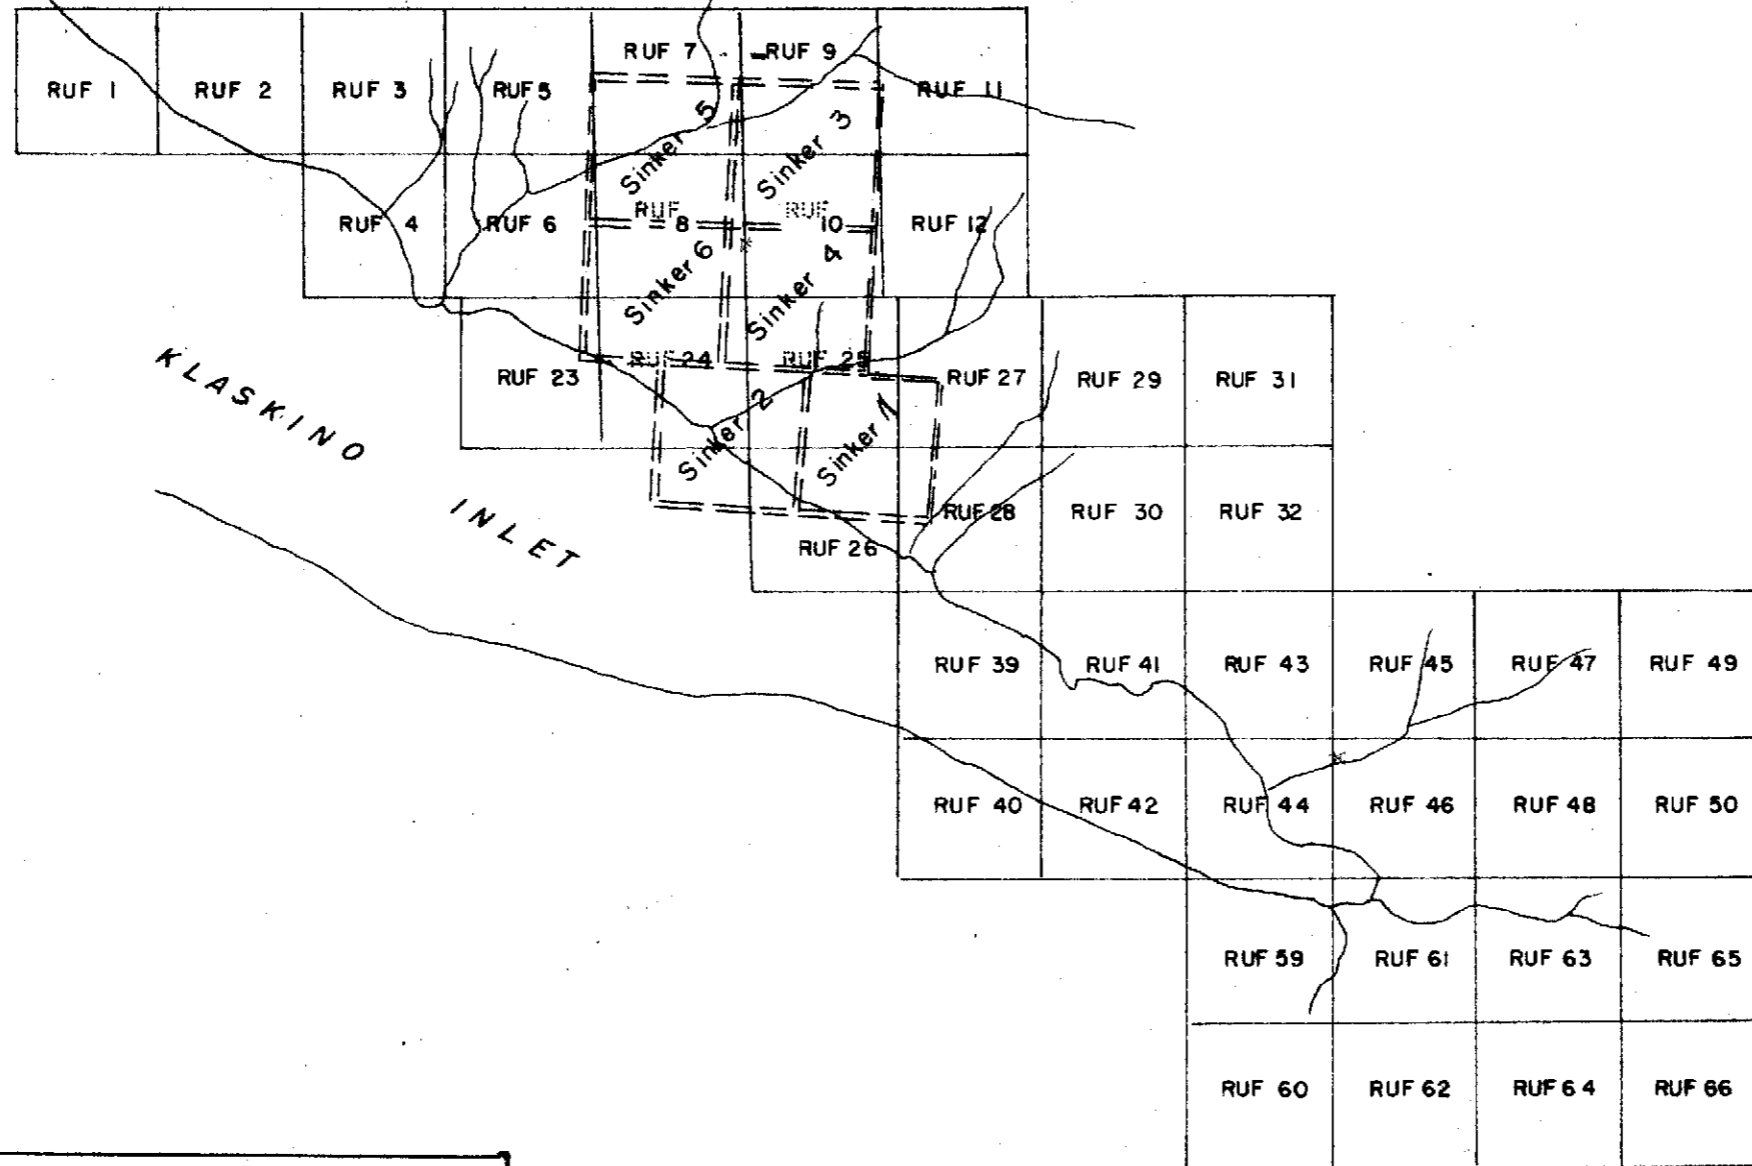 RUF 7
RUF 9
RUF 1
RUF 2
RUF 3
RUF 5
RUF 11
Sinker 5
Sinker 3
RUF 4
RUF 6
RUF 8
RUF 10
RUF 12
Sinker 6
Sinker 4
KLASKINO
INLET
RUF 23
RUF 24
RUF 25
RUF 27
RUF 29
RUF 31
Sinker 2
Sinker 1
RUF 26
RUF 28
RUF 30
RUF 32
RUF 39
RUF 41
RUF 43
RUF 45
RUF 47
RUF 49
RUF 40
RUF 42
RUF 44
RUF 46
RUF 48
RUF 50
RUF 59
RUF 61
RUF 63
RUF 65
RUF 60
RUF 62
RUF 64
RUF 66